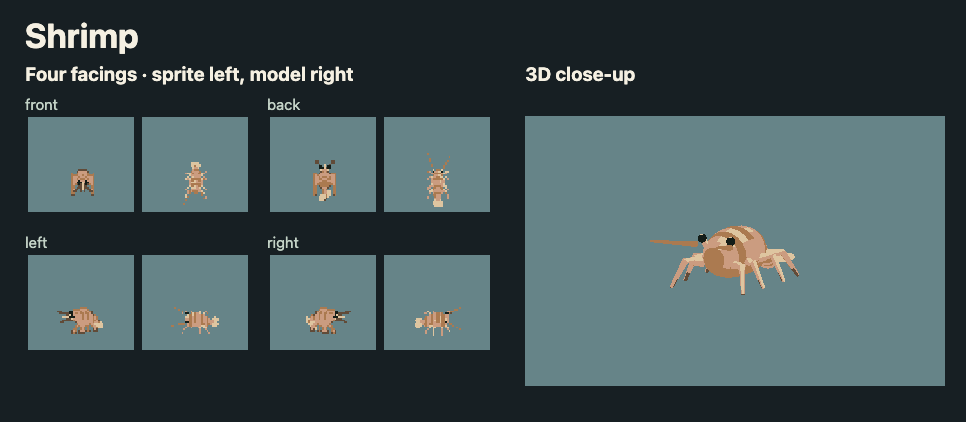 Shrimp
Four facings · sprite left, model right
3D close-up
front
back
left
right